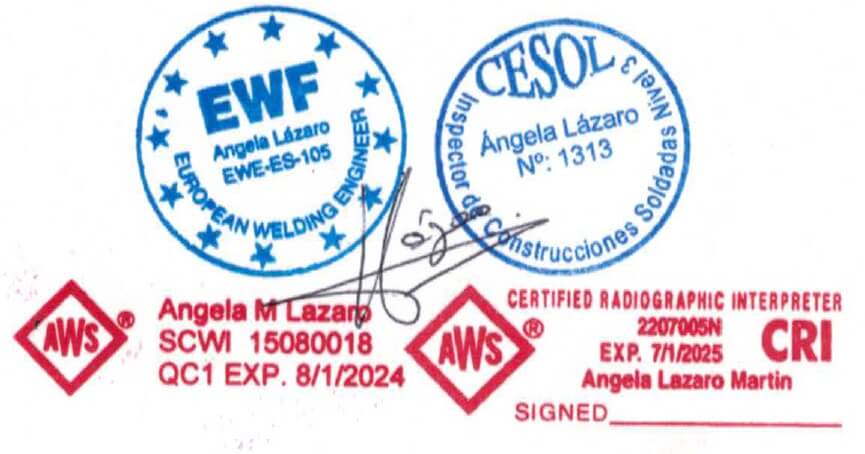 EWF
Angela Lázaro
EWE-ES-105
EUROPEAN WELDING ENGINEER
CESOL
Ángela Lázaro
Nº: 1313
Inspector de Construcciones Soldadas Nivel 3
AWS®
Angela M Lazaro
SCWI 15080018
QC1 EXP. 8/1/2024
AWS®
CERTIFIED RADIOGRAPHIC INTERPRETER
2207005N
EXP. 7/1/2025
CRI
Angela Lazaro Martin
SIGNED